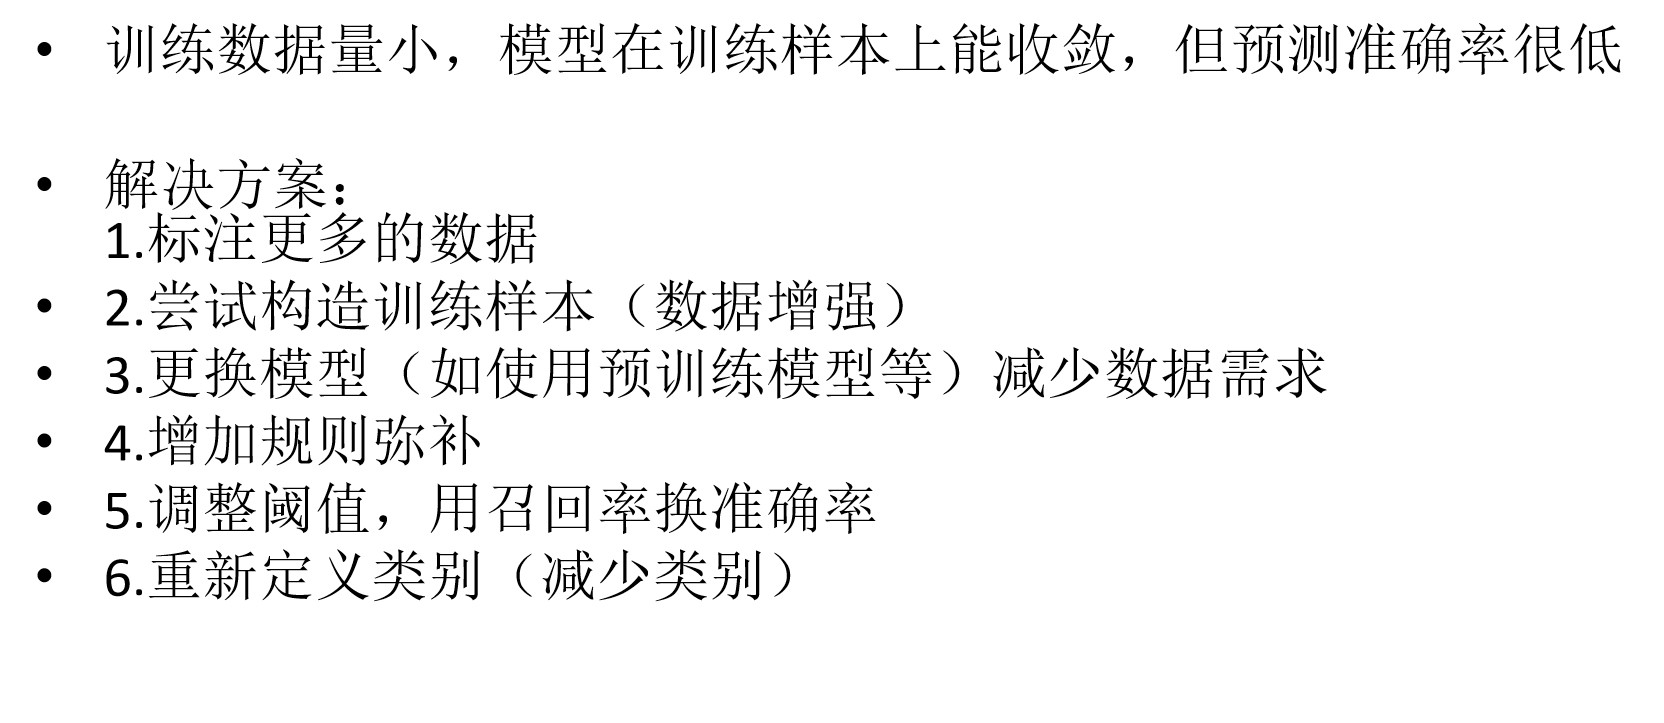 • 训练数据量小，模型在训练样本上能收敛，但预测准确率很低
• 解决方案：
1.标注更多的数据
• 2.尝试构造训练样本（数据增强）
• 3.更换模型（如使用预训练模型等）减少数据需求
• 4.增加规则弥补
• 5.调整阈值，用召回率换准确率
• 6.重新定义类别（减少类别）